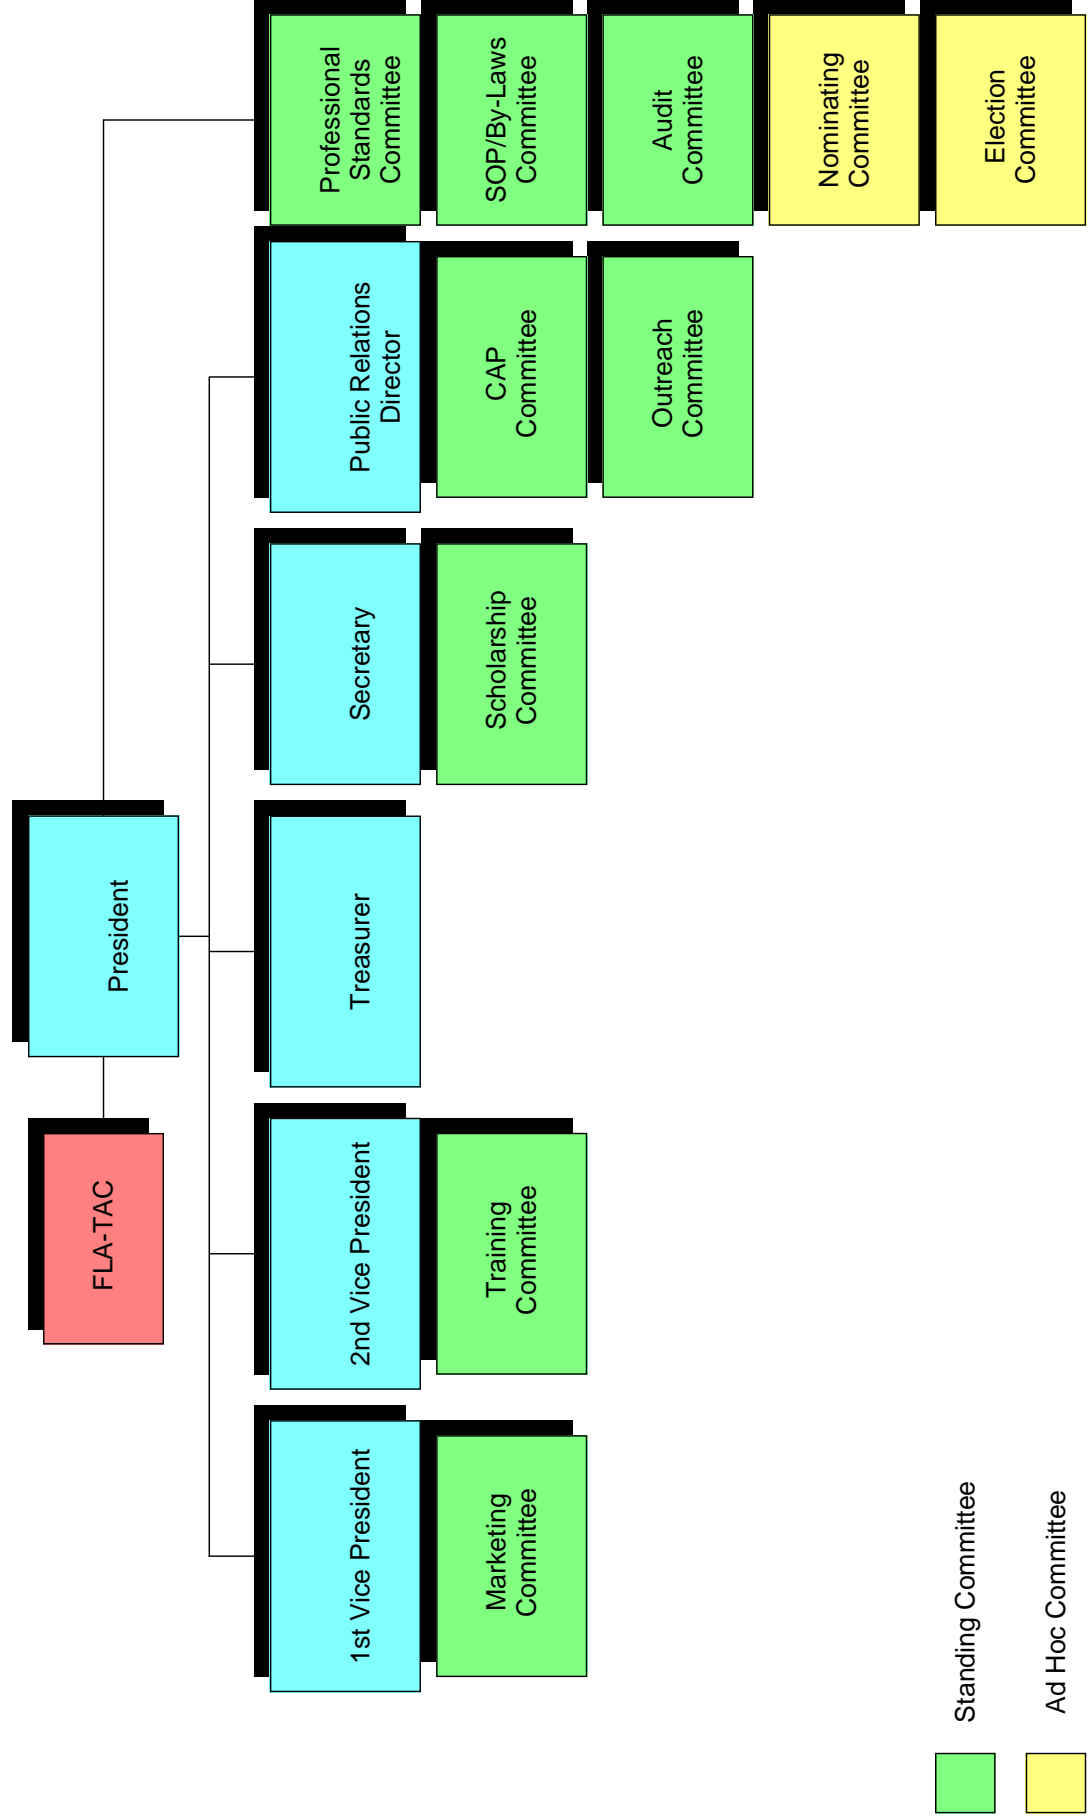 FLA-TAC
President
1st Vice President
2nd Vice President
Treasurer
Secretary
Public Relations
Director
Professional
Standards
Committee
Marketing
Committee
Training
Committee
Scholarship
Committee
CAP
Committee
SOP/By-Laws
Committee
Outreach
Committee
Audit
Committee
Nominating
Committee
Election
Committee
Standing Committee
Ad Hoc Committee